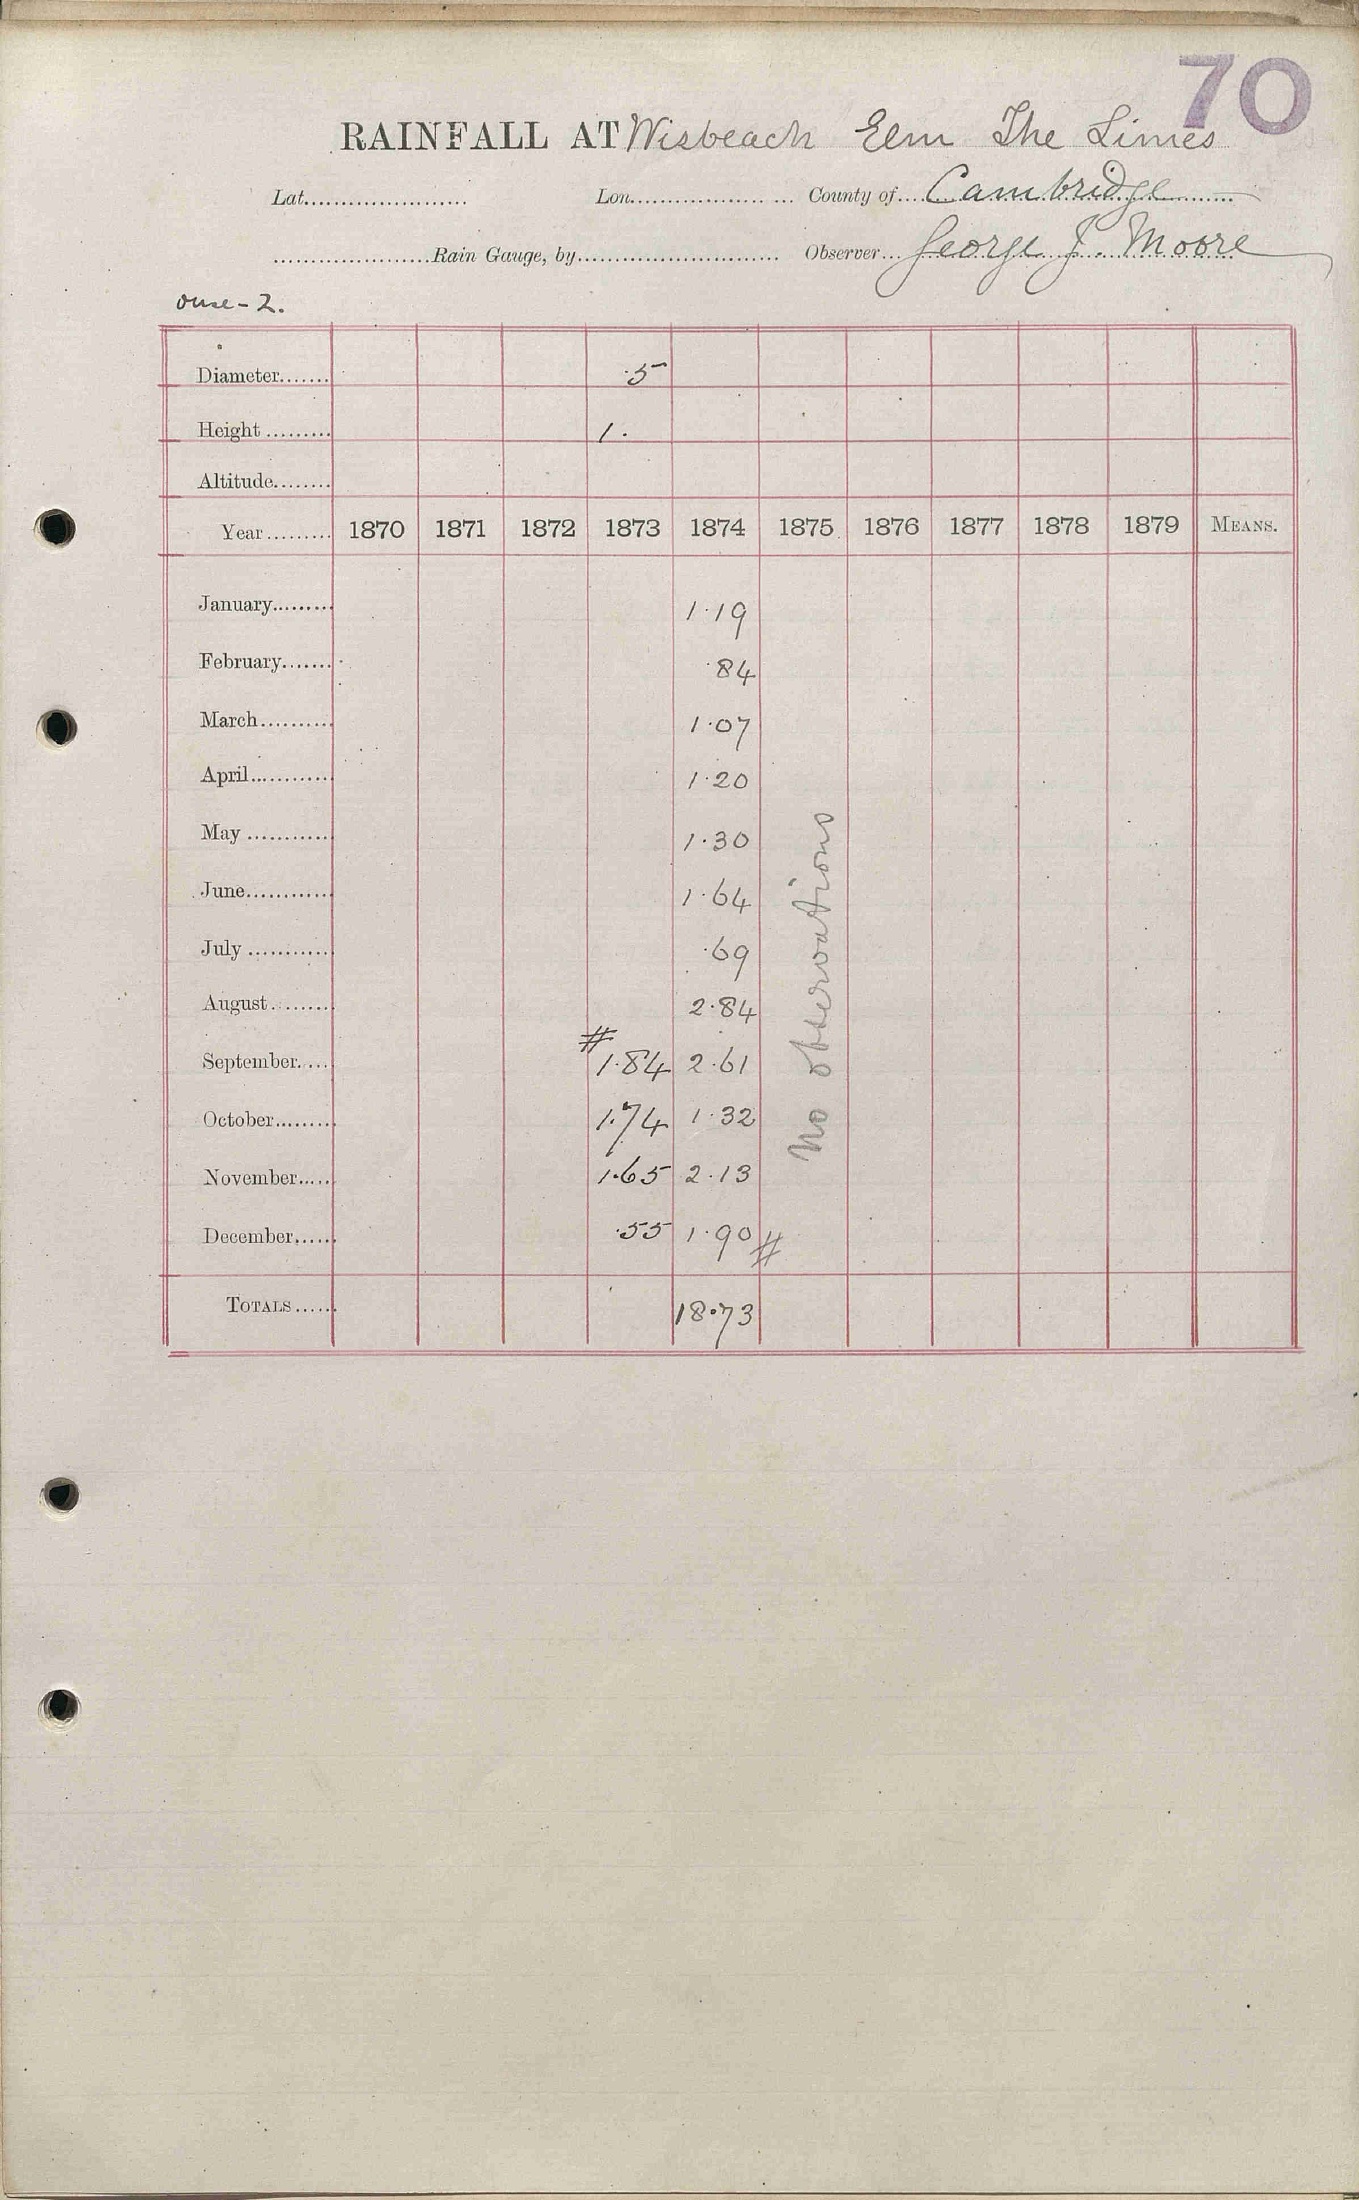 70
RAINFALL AT Wisbeach Elm The Limes
Lat. Lon. County of Cambridge
Rain Gauge, by Observer George J. Moore
Ouse-2.
Diameter ·5
Height 1.
Altitude
Year 1870 1871 1872 1873 1874 1875 1876 1877 1878 1879 MEANS.
January 1·19
February ·84
March 1·07
April 1·20
May 1·30
June 1·64
July ·69
August 2·84
September # 1·84 2·61
October 1·74 1·32
November 1·65 2·13
December ·55 1·90 #
TOTALS 18·73
No observations